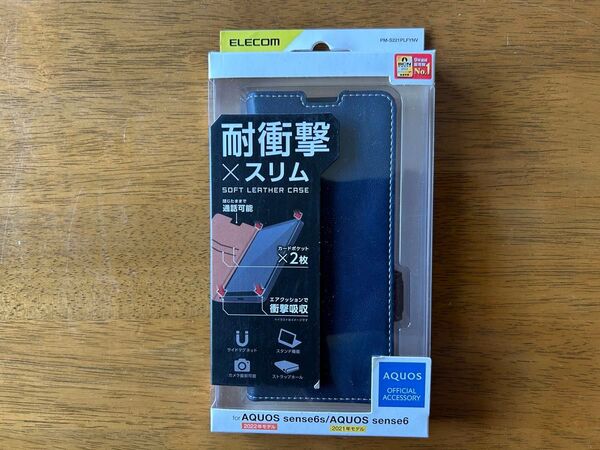 ELECOM
PM-S221PLFYNV
No.1
耐衝撃
×スリム
SOFT LEATHER CASE
閉じたままで
通話可能
カードポケット
×2枚
エアクッションで
衝撃吸収
サイドマグネット
スタンド機能
カメラ撮影可能
ストラップホール
AQUOS
OFFICIAL
ACCESSORY
for AQUOS sense6s/AQUOS sense6
2022年モデル 2021年モデル